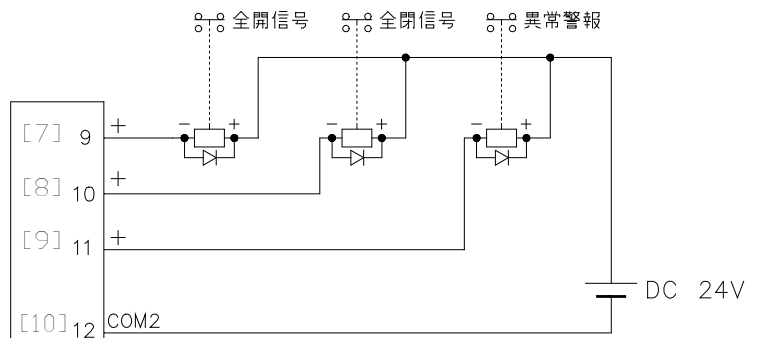 全開信号 全閉信号 異常警報
− + − + − +
[7] 9 +
[8] 10 +
[9] 11 +
DC 24V
[10] 12 COM2